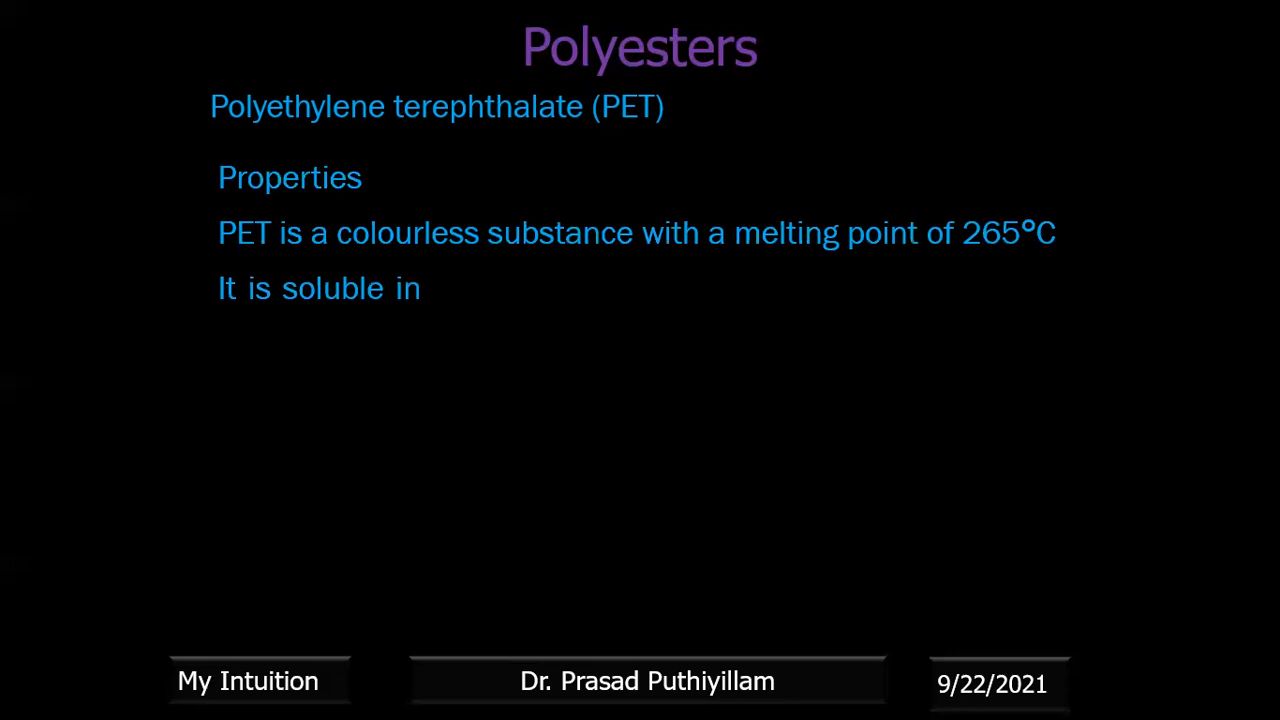 Polyesters
Polyethylene terephthalate (PET)
Properties
PET is a colourless substance with a melting point of 265°C
It is soluble in
My Intuition
Dr. Prasad Puthiyillam
9/22/2021